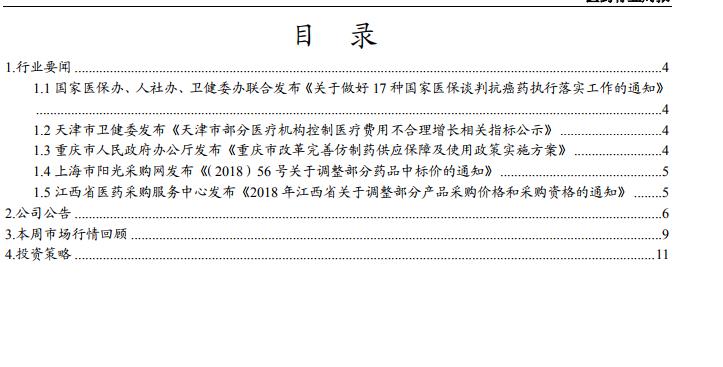 目 录
1.行业要闻 ........................................................................ 4
1.1 国家医保办、人社办、卫健委办联合发布《关于做好 17 种国家医保谈判抗癌药执行落实工作的通知》
........................................................................ 4
1.2 天津市卫健委发布《天津市部分医疗机构控制医疗费用不合理增长相关指标公示》 ................ 4
1.3 重庆市人民政府办公厅发布《重庆市改革完善仿制药供应保障及使用政策实施方案》 ............. 4
1.4 上海市阳光采购网发布《(2018) 56 号关于调整部分药品中标价的通知》 .......................... 5
1.5 江西省医药采购服务中心发布《2018 年江西省关于调整部分产品采购价格和采购资格的通知》 ....... 5
2.公司公告 ........................................................................ 6
3.本周市场行情回顾 ........................................................................ 9
4.投资策略 ........................................................................ 11